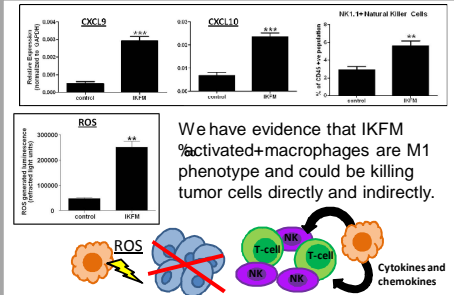 CXCL9
CXCL10
NK1.1+Natural Killer Cells
Relative Expression
(normalized to GAPDH)
0.004
0.003
0.002
0.001
0.000
***
control
IKFM
0.03
0.02
0.01
0.00
***
control
IKFM
% of CD45 +ve population
8
6
4
2
0
**
control
IKFM
ROS
ROS generated luminescence
(refracted light units)
300000
200000
100000
0
**
control
IKFM
We have evidence that IKFM
%activated+macrophages are M1
phenotype and could be killing
tumor cells directly and indirectly.
ROS
NK
T-cell
T-cell
NK
NK
Cytokines and
chemokines